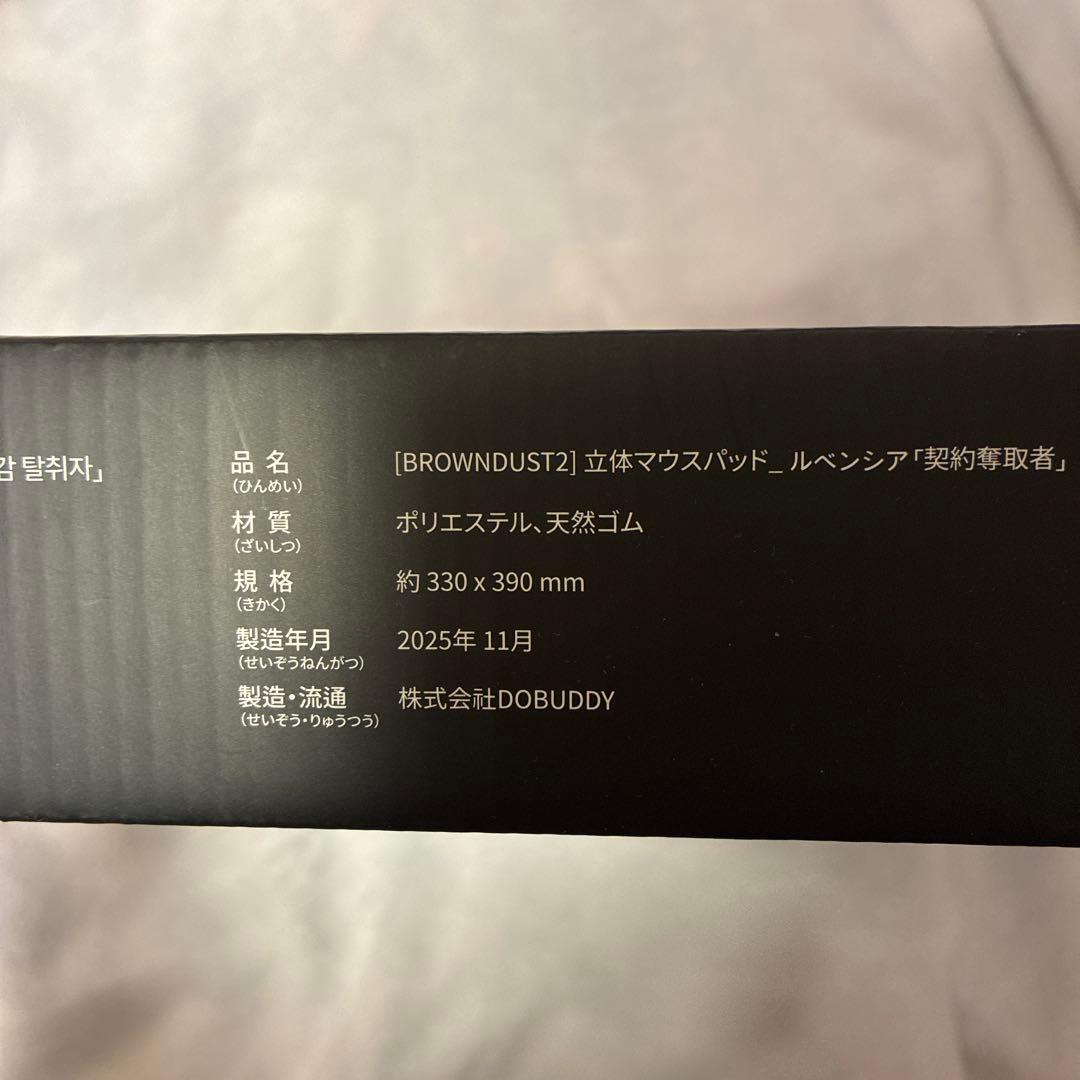 감 탈취자」
品 名 [BROWNDUST2] 立体マウスパッド_ ルベンシア「契約奪取者」
(ひんめい)
材 質 ポリエステル、天然ゴム
(ざいしつ)
規 格 約 330 x 390 mm
(きかく)
製造年月 2025年 11月
(せいぞうねんがつ)
製造・流通 株式会社DOBUDDY
(せいぞう・りゅうつう)